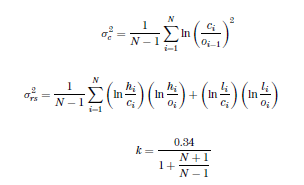 σ_c^2 = \frac{1}{N-1} \sum_{i-1}^{N} \ln \left( \frac{c_i}{o_{i-1}} \right)^2
σ_{rs}^2 = \frac{1}{N-1} \sum_{i-1}^{N} \left( \ln \frac{h_i}{c_i} \right) \left( \ln \frac{h_i}{o_i} \right) + \left( \ln \frac{l_i}{c_i} \right) \left( \ln \frac{l_i}{o_i} \right)
k = \frac{0.34}{1 + \frac{N+1}{N-1}}